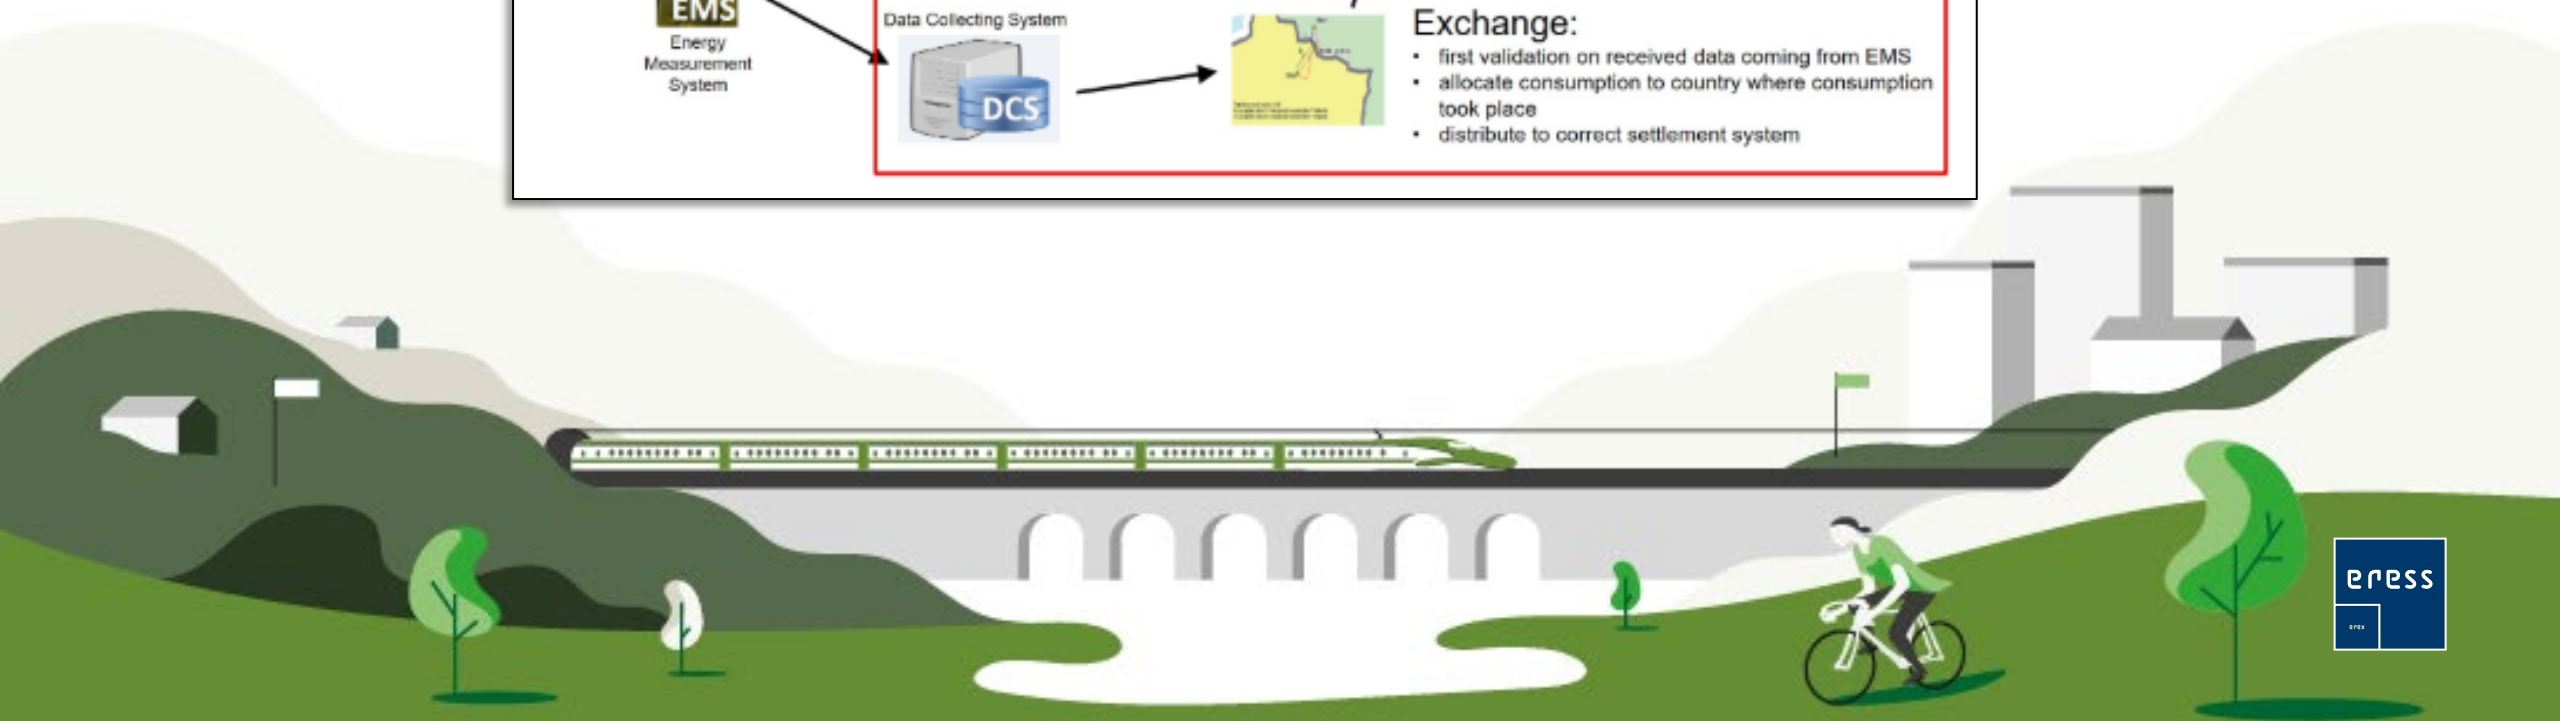 EMS
Energy
Measurement
System
Data Collecting System
DCS
Exchange:
• first validation on received data coming from EMS
• allocate consumption to country where consumption
took place
• distribute to correct settlement system
eress
erex